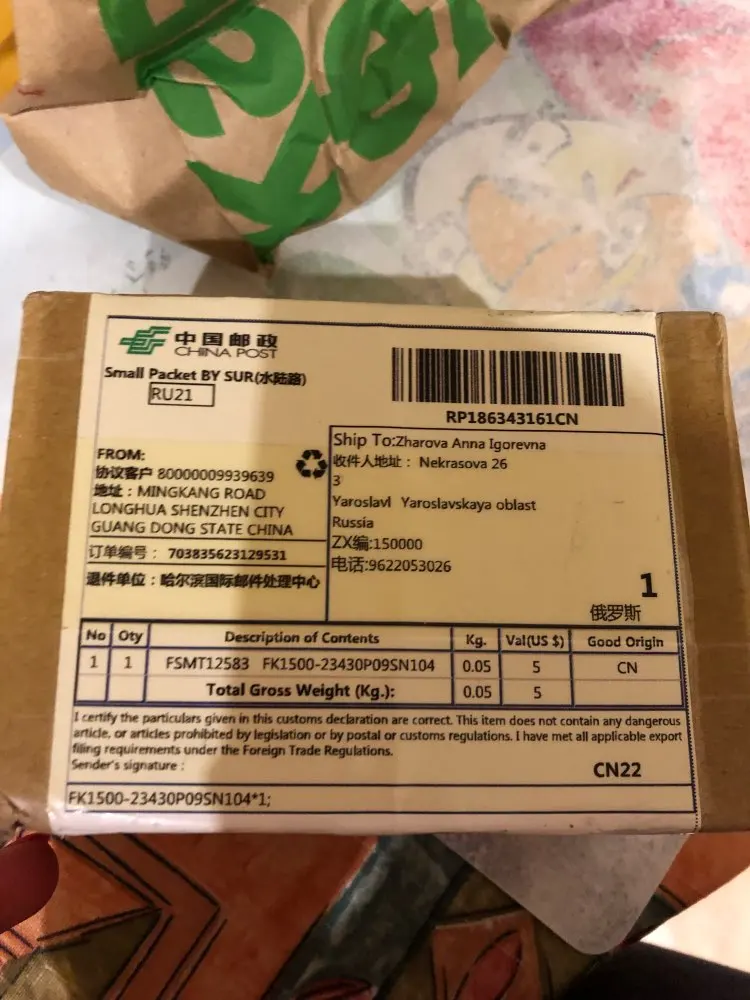 中国邮政
CHINA POST
Small Packet BY SUR(水陆路)
RU21
RP186343161CN
FROM:
协议客户 80000009939639
地址：MINGKANG ROAD
LONGHUA SHENZHEN CITY
GUANG DONG STATE CHINA
订单编号： 703835623129531
退件单位：哈尔滨国际邮件处理中心
Ship To:Zharova Anna Igorevna
收件人地址： Nekrasova 26
3
Yaroslavl Yaroslavskaya oblast
Russia
ZX编:150000
电话:9622053026
1
俄罗斯
No Qty Description of Contents Kg. Val(US $) Good Origin
1 1 FSMT12583 FK1500-23430P09SN104 0.05 5 CN
Total Gross Weight (Kg.): 0.05 5
I certify the particulars given in this customs declaration are correct. This item does not contain any dangerous
article, or articles prohibited by legislation or by postal or customs regulations. I have met all applicable export
filing requirements under the Foreign Trade Regulations.
Sender's signature :
CN22
FK1500-23430P09SN104*1;